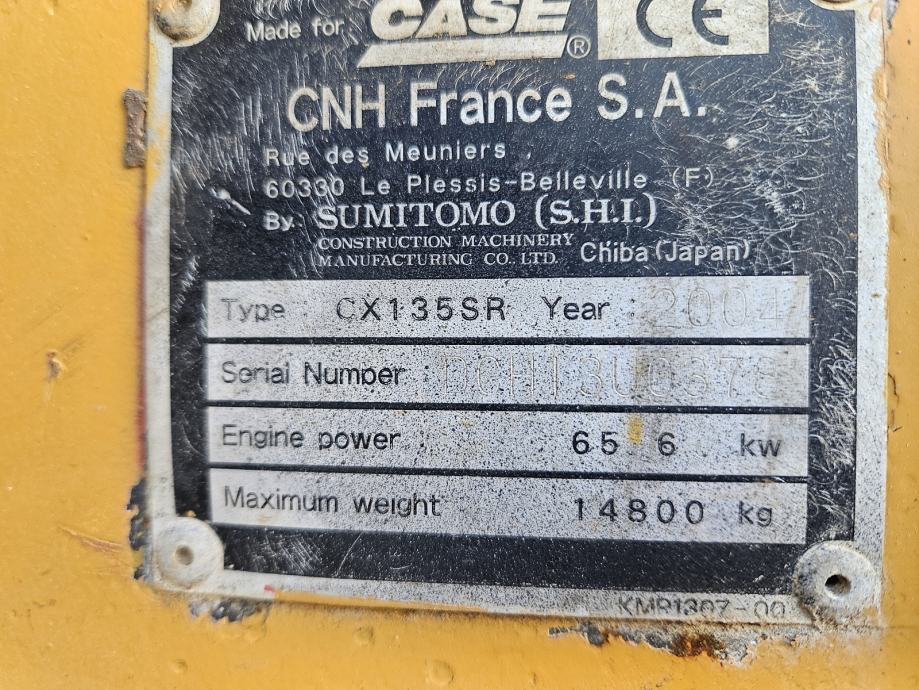 Made for CASE ® CE
CNH France S.A.
Rue des Meuniers
60330 Le Plessis-Belleville (F)
By: SUMITOMO (S.H.I.)
CONSTRUCTION MACHINERY
MANUFACTURING CO. LTD. Chiba (Japan)
Type CX135SR Year : 2004
Serial Number :
Engine power : 65.6 kw
Maximum weight 14800 kg
KMR1307-00